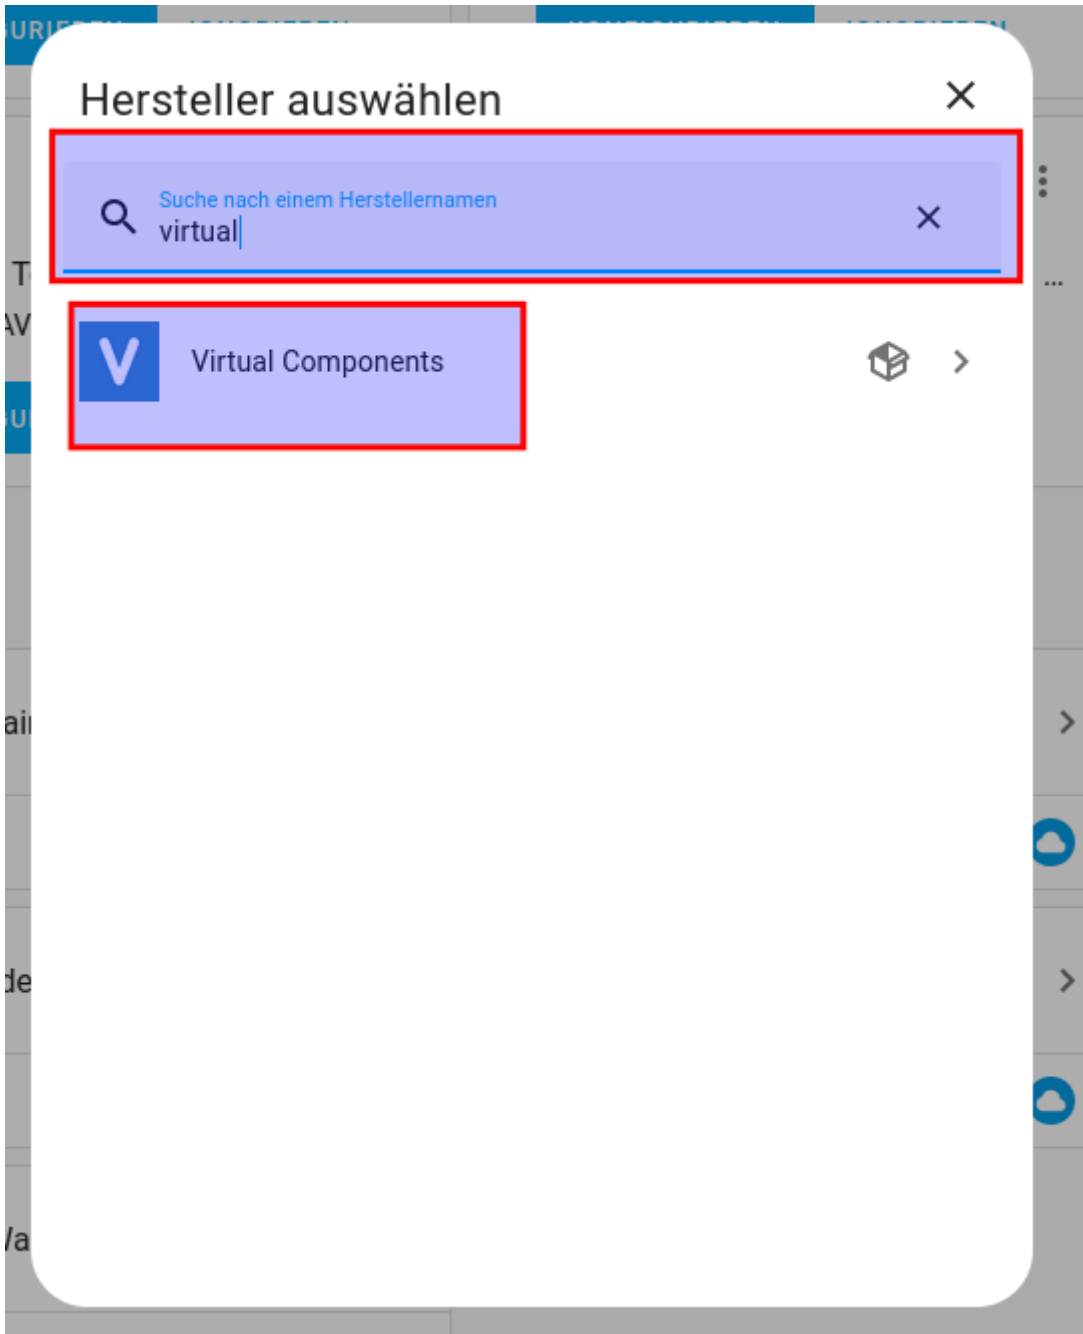 Hersteller auswählen
Suche nach einem Herstellernamen
virtual
V
Virtual Components
...